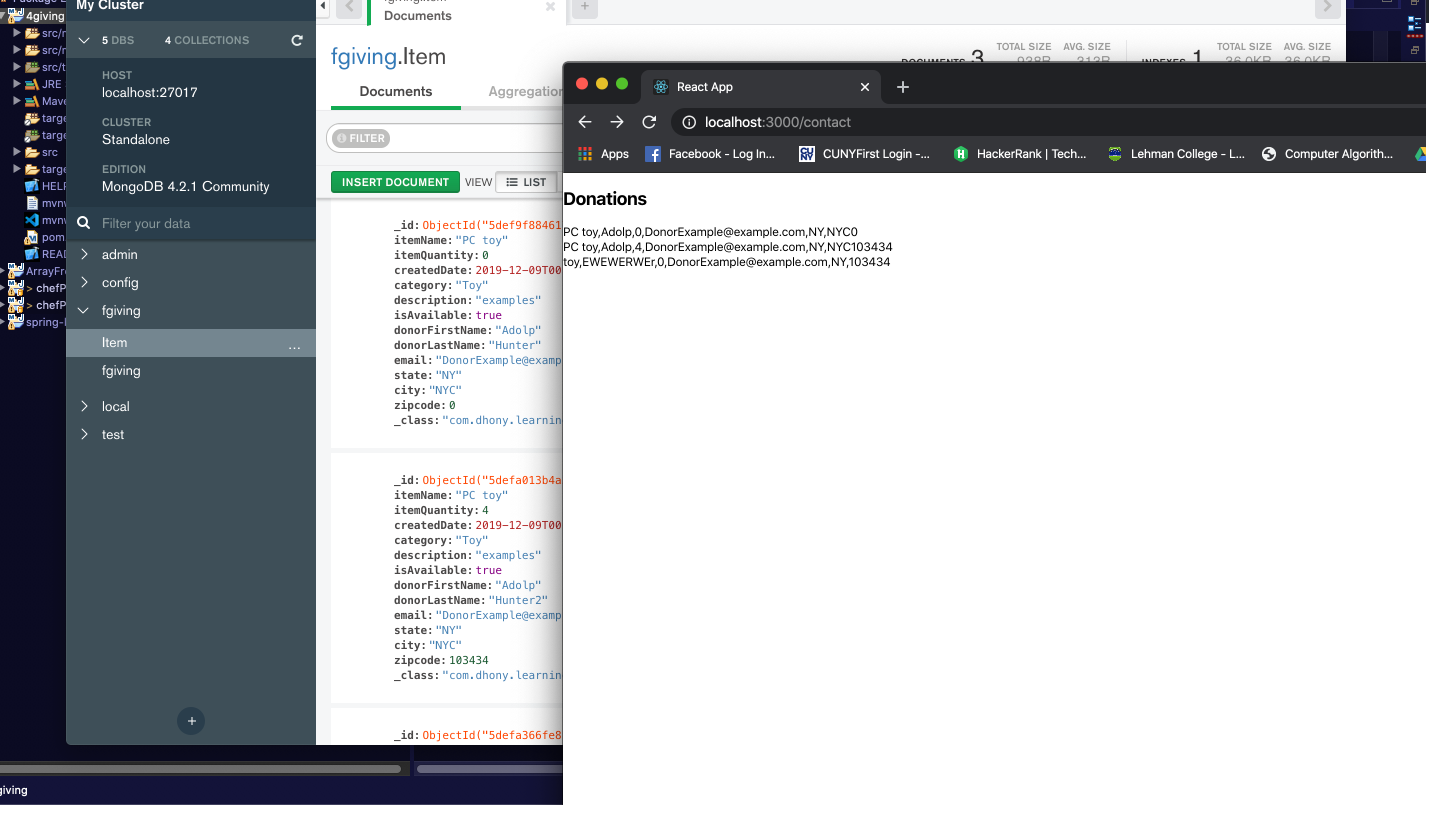 4giving
src/
src/
src/t
JRE
Mave
targe
targe
src
targe
HELP
mvnv
mvnv
pom
READ
ArrayFr
> chefP
> chefP
spring-
giving
My Cluster
5 DBS 4 COLLECTIONS
HOST
localhost:27017
CLUSTER
Standalone
EDITION
MongoDB 4.2.1 Community
Filter your data
admin
config
fgiving
Item ...
fgiving
local
test
+
Documents
+
fgiving.Item
DOCUMENTS 3 TOTAL SIZE AVG. SIZE INDEXES 1 TOTAL SIZE AVG. SIZE
938B 313B 36.0KB 36.0KB
Documents Aggregation
FILTER
INSERT DOCUMENT VIEW LIST
_id:ObjectId("5def9f88461
itemName:"PC toy"
itemQuantity:0
createdDate:2019-12-09T00
category:"Toy"
description:"examples"
isAvailable:true
donorFirstName:"Adolp"
donorLastName:"Hunter"
email:"DonorExample@examp
state:"NY"
city:"NYC"
zipcode:0
_class:"com.dhony.learnin
_id:ObjectId("5defa013b4a
itemName:"PC toy"
itemQuantity:4
createdDate:2019-12-09T00
category:"Toy"
description:"examples"
isAvailable:true
donorFirstName:"Adolp"
donorLastName:"Hunter2"
email:"DonorExample@examp
state:"NY"
city:"NYC"
zipcode:103434
_class:"com.dhony.learnin
_id:ObjectId("5defa366fe8
React App
localhost:3000/contact
Apps Facebook - Log In... CUNYFirst Login -... HackerRank | Tech... Lehman College - L... Computer Algorith...
Donations
PC toy,Adolp,0,DonorExample@example.com,NY,NYC0
PC toy,Adolp,4,DonorExample@example.com,NY,NYC103434
toy,EWEWERWEr,0,DonorExample@example.com,NY,103434